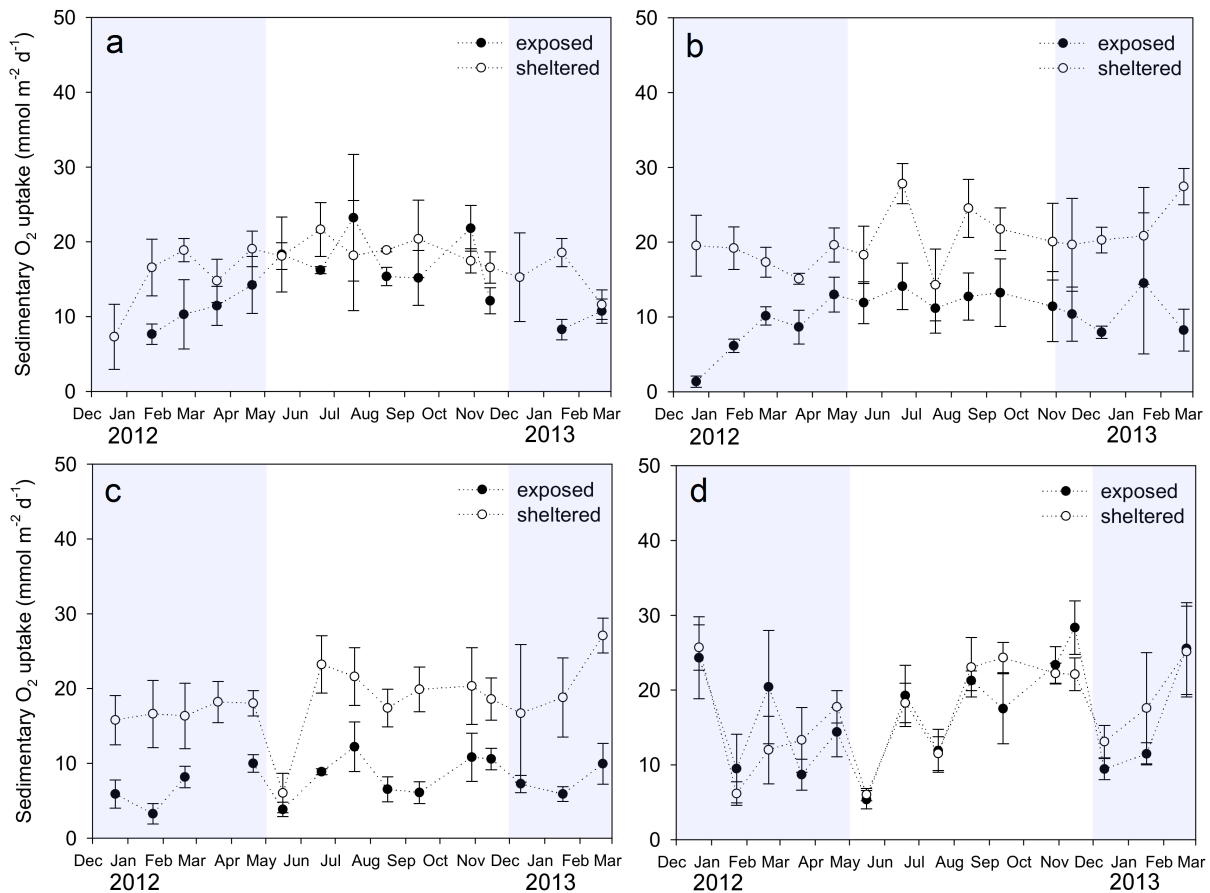 a
exposed
sheltered
50
40
30
20
10
0
Sedimentary O₂ uptake (mmol m⁻² d⁻¹)
Dec Jan Feb Mar Apr May Jun Jul Aug Sep Oct Nov Dec Jan Feb Mar
2012 2013
b
exposed
sheltered
50
40
30
20
10
0
Dec Jan Feb Mar Apr May Jun Jul Aug Sep Oct Nov Dec Jan Feb Mar
2012 2013
c
exposed
sheltered
50
40
30
20
10
0
Sedimentary O₂ uptake (mmol m⁻² d⁻¹)
Dec Jan Feb Mar Apr May Jun Jul Aug Sep Oct Nov Dec Jan Feb Mar
2012 2013
d
exposed
sheltered
50
40
30
20
10
0
Dec Jan Feb Mar Apr May Jun Jul Aug Sep Oct Nov Dec Jan Feb Mar
2012 2013